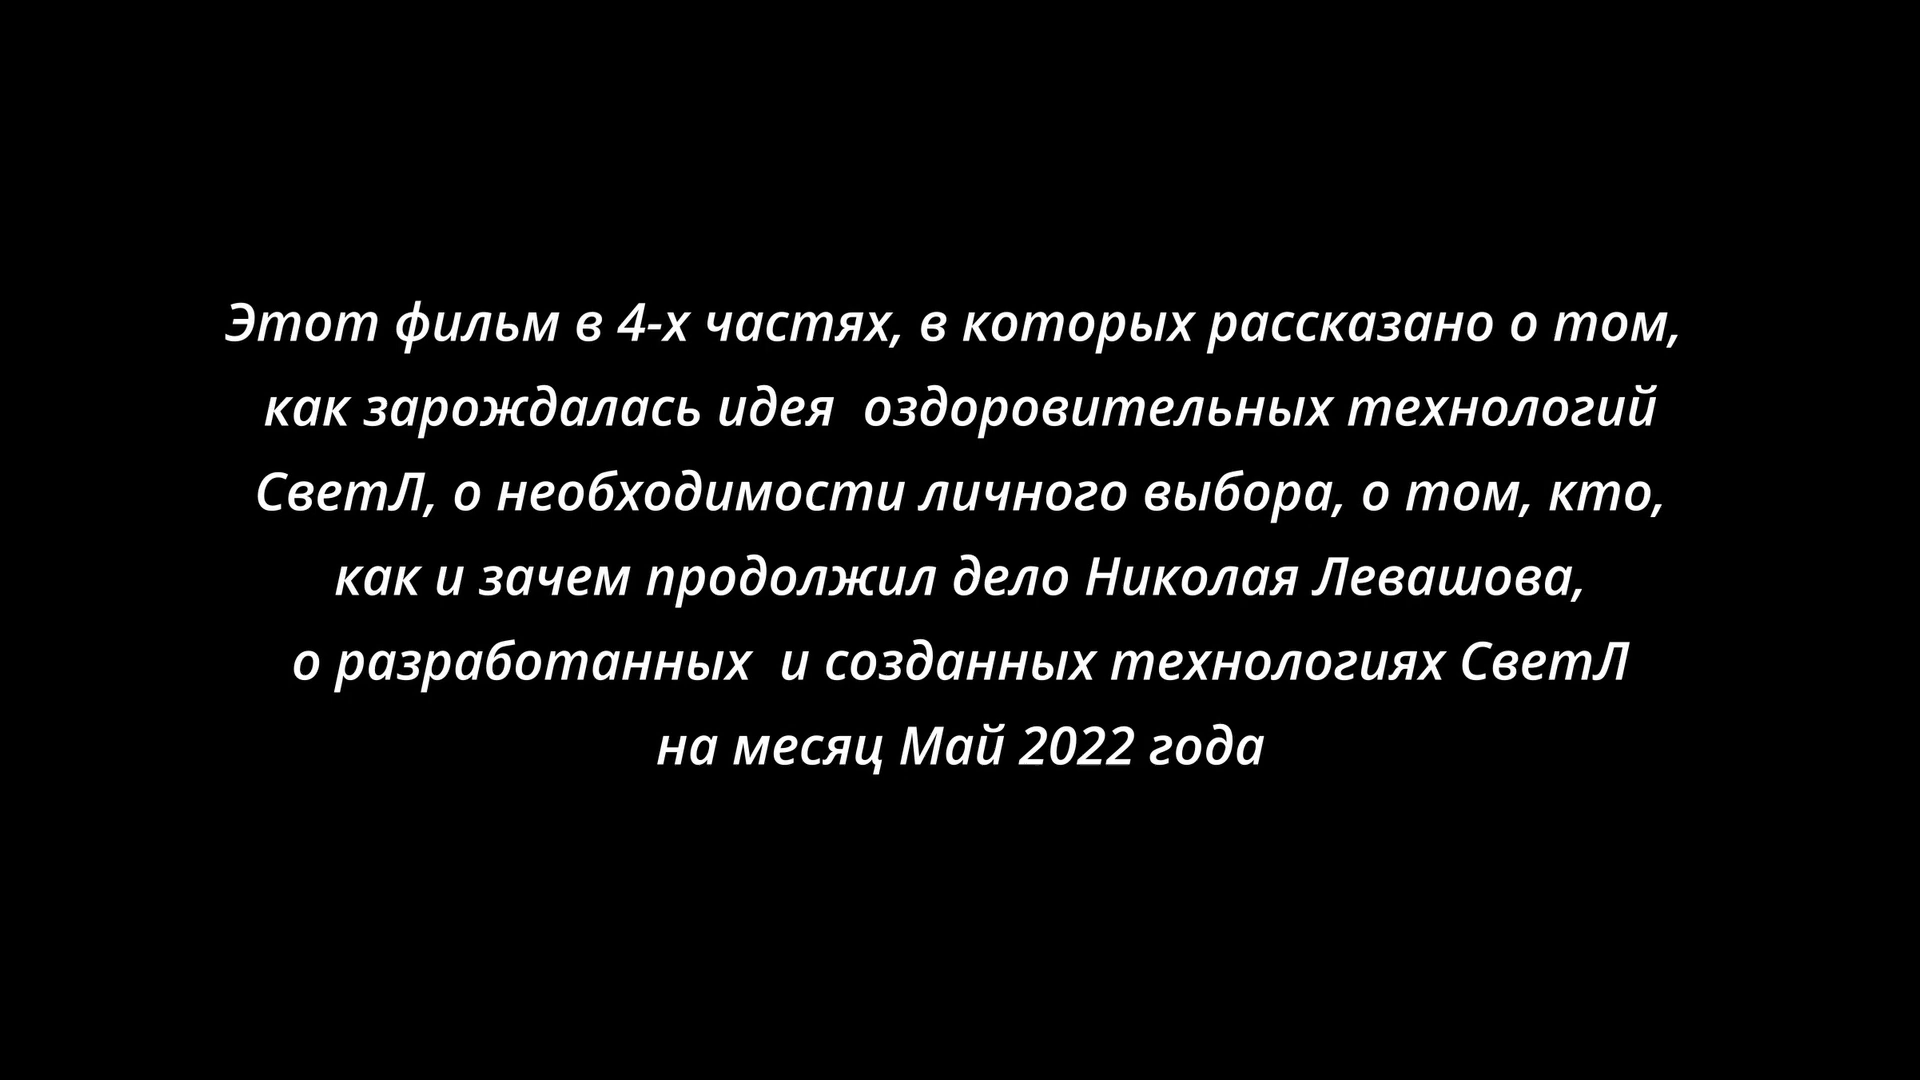 Этот фильм в 4-х частях, в которых рассказано о том,
как зарождалась идея  оздоровительных технологий
СветЛ, о необходимости личного выбора, о том, кто,
как и зачем продолжил дело Николая Левашова,
о разработанных  и созданных технологиях СветЛ
на месяц Май 2022 года